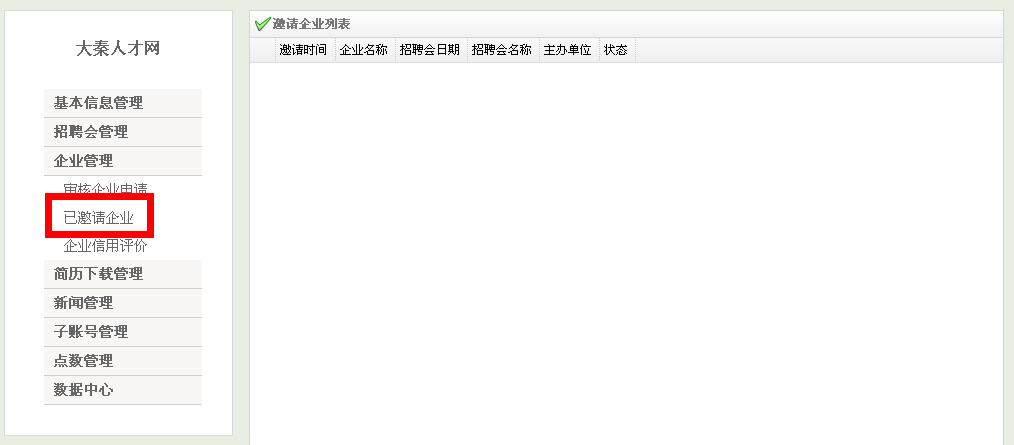 大秦人才网
基本信息管理
招聘会管理
企业管理
审核企业申请
已邀请企业
企业信用评价
简历下载管理
新闻管理
子账号管理
点数管理
数据中心
邀请企业列表
邀请时间 企业名称 招聘会日期 招聘会名称 主办单位 状态